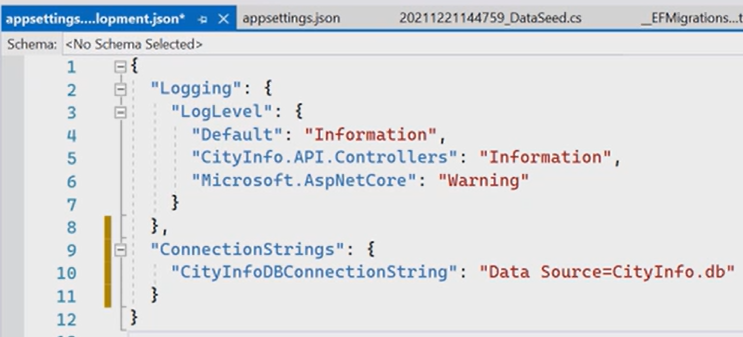 appsettings....lopment.json* appsettings.json 20211221144759_DataSeed.cs __EFMigrations...t
Schema: <No Schema Selected>
1 {
2 "Logging": {
3 "LogLevel": {
4 "Default": "Information",
5 "CityInfo.API.Controllers": "Information",
6 "Microsoft.AspNetCore": "Warning"
7 }
8 },
9 "ConnectionStrings": {
10 "CityInfoDBConnectionString": "Data Source=CityInfo.db"
11 }
12 }